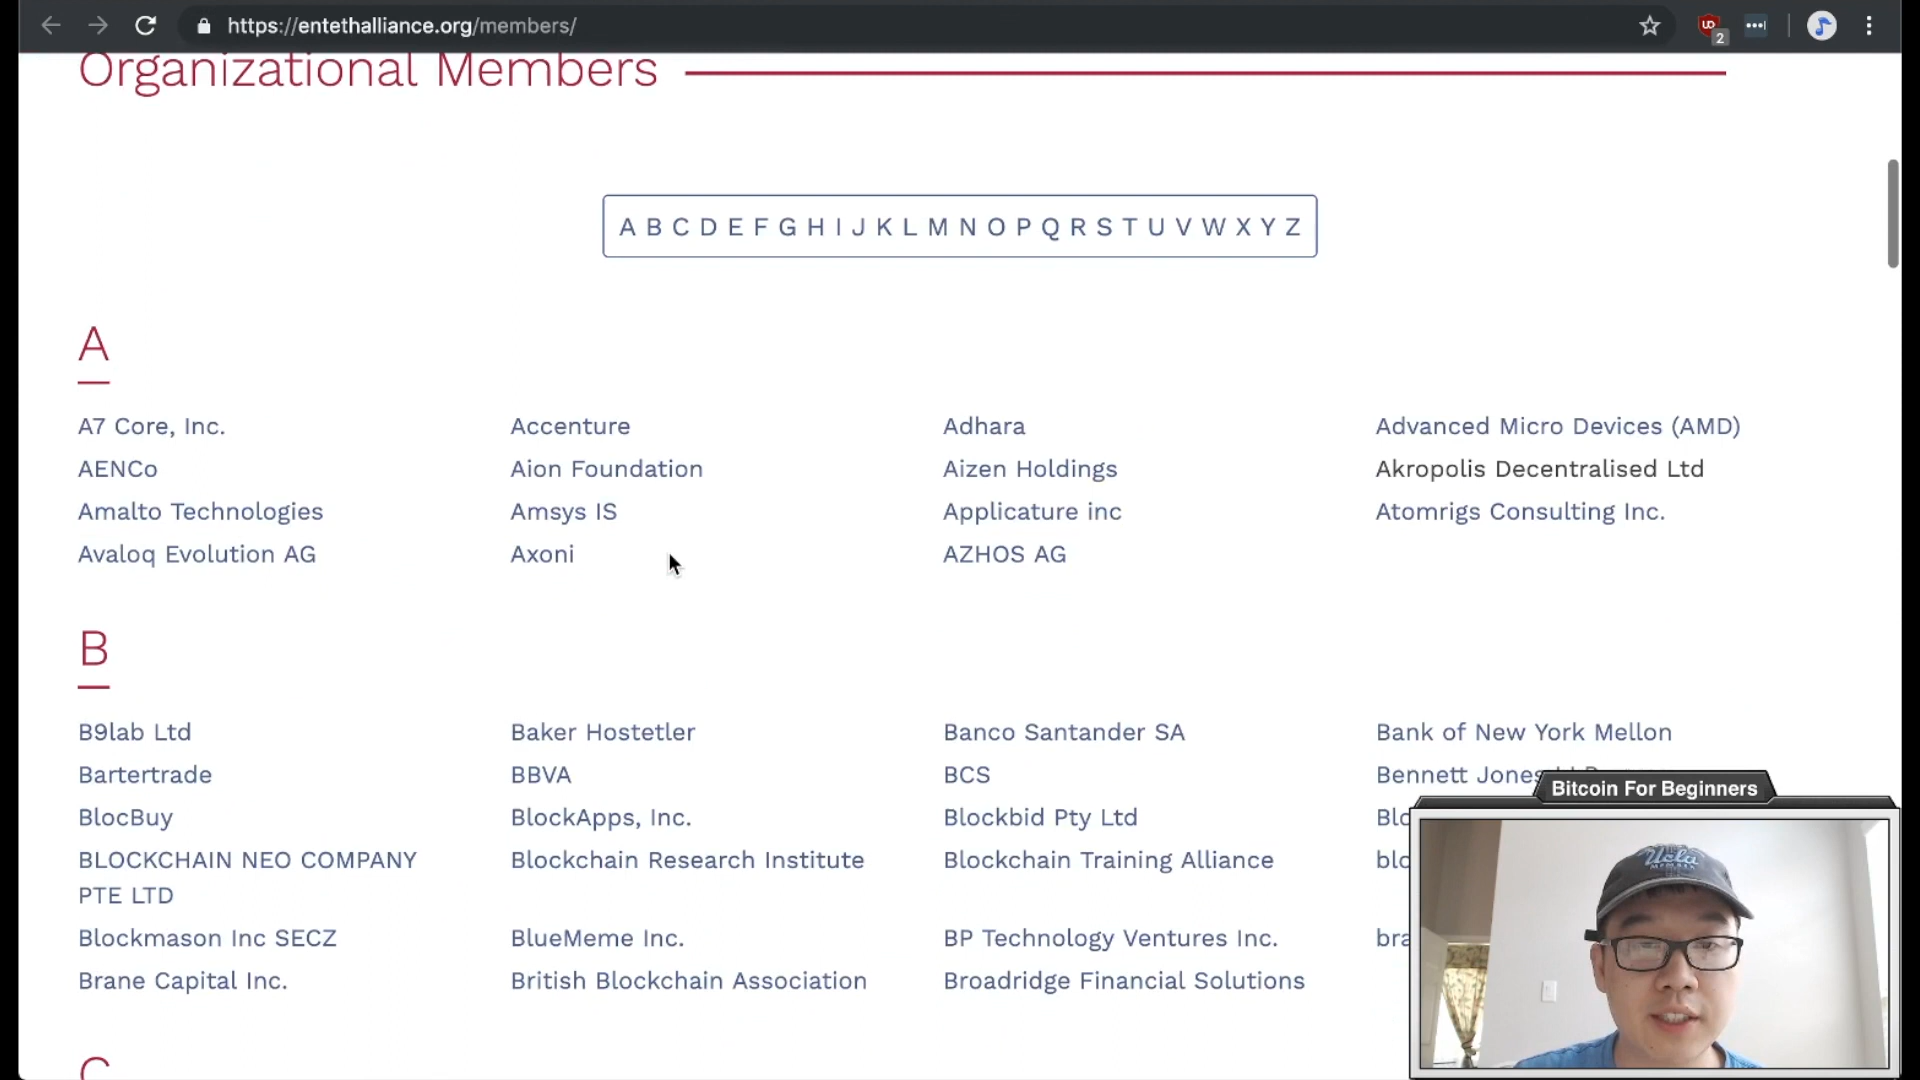 https://entethalliance.org/members/
2
Organizational Members
A B C D E F G H I J K L M N O P Q R S T U V W X Y Z
A
A7 Core, Inc. Accenture Adhara Advanced Micro Devices (AMD)
AENCo Aion Foundation Aizen Holdings Akropolis Decentralised Ltd
Amalto Technologies Amsys IS Applicature inc Atomrigs Consulting Inc.
Avaloq Evolution AG Axoni AZHOS AG
B
B9lab Ltd Baker Hostetler Banco Santander SA Bank of New York Mellon
Bartertrade BBVA BCS Bennett Jones
BlocBuy BlockApps, Inc. Blockbid Pty Ltd
BLOCKCHAIN NEO COMPANY Blockchain Research Institute Blockchain Training Alliance
PTE LTD
Blockmason Inc SECZ BlueMeme Inc. BP Technology Ventures Inc.
Brane Capital Inc. British Blockchain Association Broadridge Financial Solutions
C
Bitcoin For Beginners
Ucla